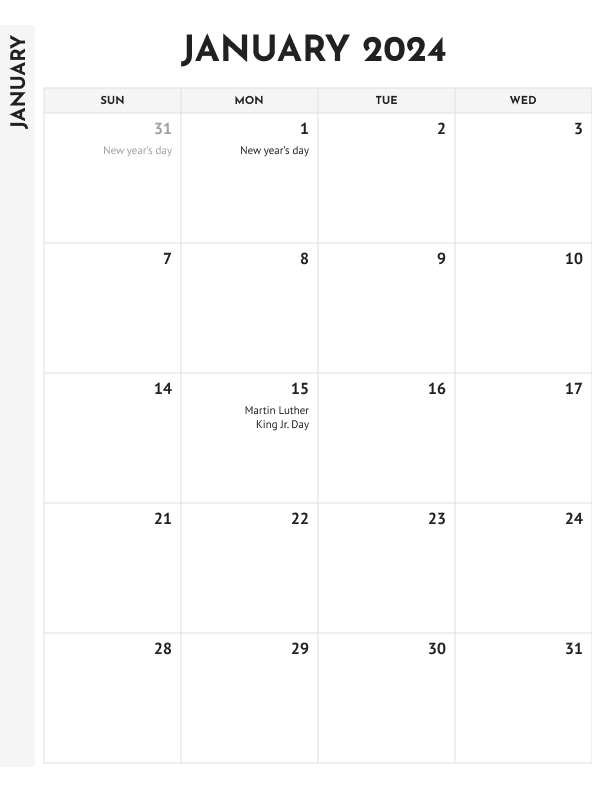 JANUARY
JANUARY 2024
SUN MON TUE WED
31 1 2 3
New year's day New year's day
7 8 9 10
14 15 16 17
Martin Luther
King Jr. Day
21 22 23 24
28 29 30 31